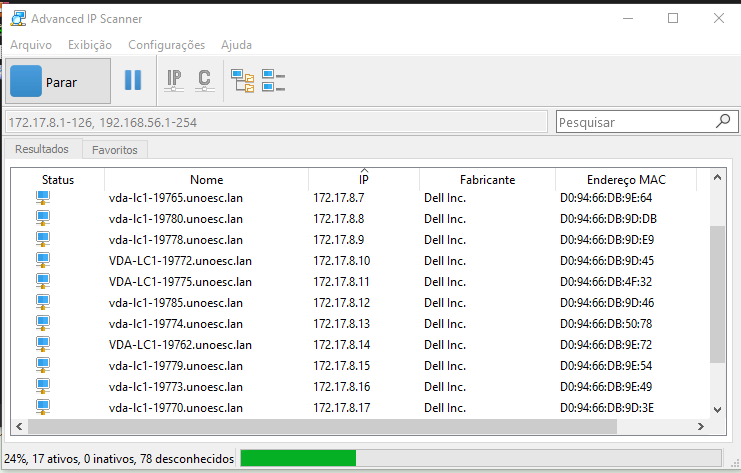 Advanced IP Scanner
Arquivo Exibição Configurações Ajuda
Parar IP C
172.17.8.1-126, 192.168.56.1-254 Pesquisar
Resultados Favoritos
Status Nome IP Fabricante Endereço MAC
vda-lc1-19765.unoesc.lan 172.17.8.7 Dell Inc. D0:94:66:DB:9E:64
vda-lc1-19780.unoesc.lan 172.17.8.8 Dell Inc. D0:94:66:DB:9D:DB
vda-lc1-19778.unoesc.lan 172.17.8.9 Dell Inc. D0:94:66:DB:9D:E9
VDA-LC1-19772.unoesc.lan 172.17.8.10 Dell Inc. D0:94:66:DB:9D:45
VDA-LC1-19775.unoesc.lan 172.17.8.11 Dell Inc. D0:94:66:DB:4F:32
vda-lc1-19785.unoesc.lan 172.17.8.12 Dell Inc. D0:94:66:DB:9D:46
vda-lc1-19774.unoesc.lan 172.17.8.13 Dell Inc. D0:94:66:DB:50:78
VDA-LC1-19762.unoesc.lan 172.17.8.14 Dell Inc. D0:94:66:DB:9E:72
vda-lc1-19779.unoesc.lan 172.17.8.15 Dell Inc. D0:94:66:DB:9E:54
vda-lc1-19773.unoesc.lan 172.17.8.16 Dell Inc. D0:94:66:DB:9E:49
vda-lc1-19770.unoesc.lan 172.17.8.17 Dell Inc. D0:94:66:DB:9D:3E
24%, 17 ativos, 0 inativos, 78 desconhecidos